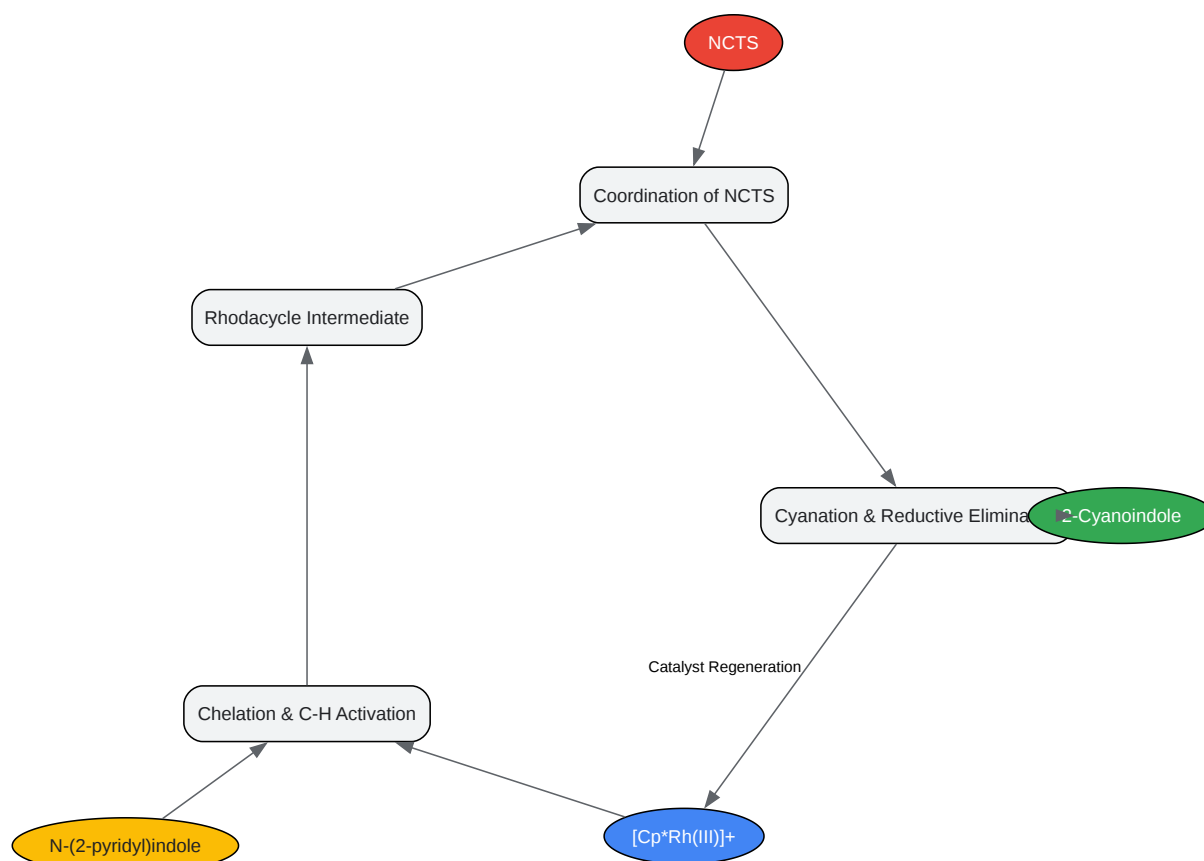 NCTS
Coordination of NCTS
Rhodacycle Intermediate
Cyanation & Reductive
2-Cyanoindole
Catalyst Regeneration
Chelation & C-H Activation
[Cp*Rh(III)]+
N-(2-pyridyl)indole